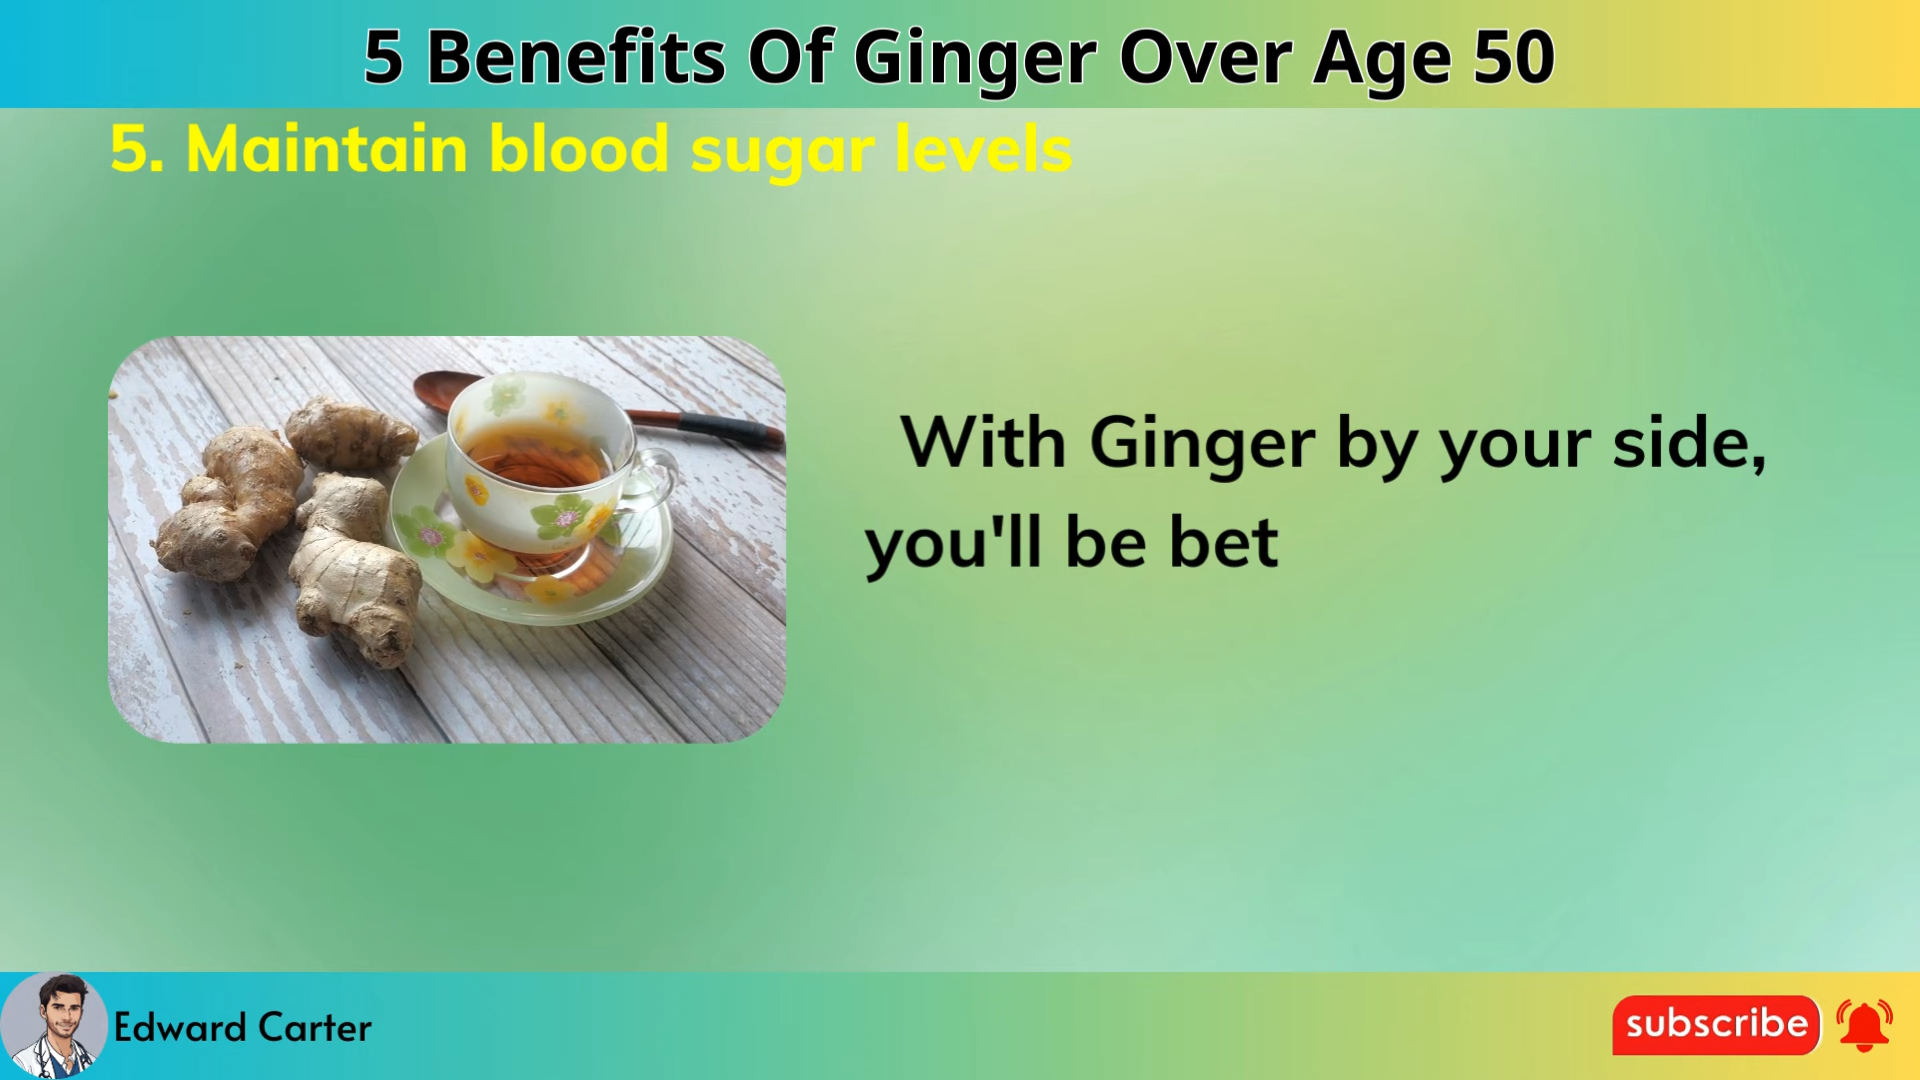 5 Benefits Of Ginger Over Age 50
5. Maintain blood sugar levels
With Ginger by your side,
you'll be bet
Edward Carter
subscribe